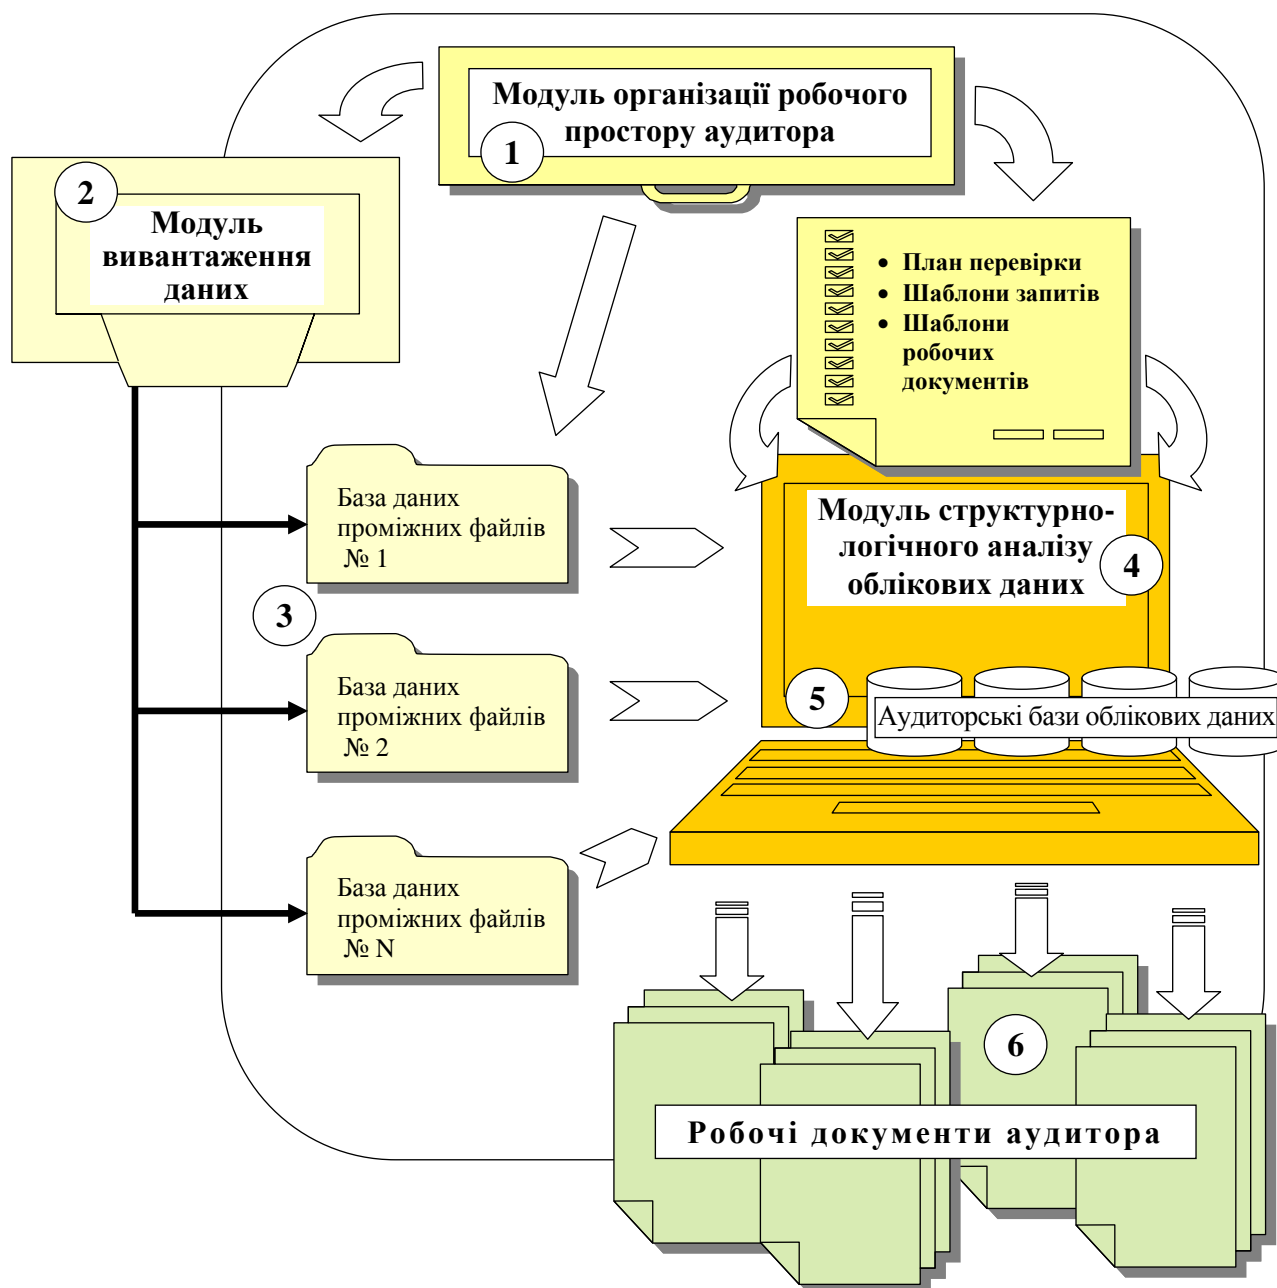 Модуль організації робочого
простору аудитора
1
2
Модуль
вивантаження
даних
• План перевірки
• Шаблони запитів
• Шаблони
робочих
документів
База даних
проміжних файлів
№ 1
Модуль структурно-
логічного аналізу
облікових даних
4
3
База даних
проміжних файлів
№ 2
5
Аудиторські бази облікових даних
База даних
проміжних файлів
№ N
6
Робочі документи аудитора